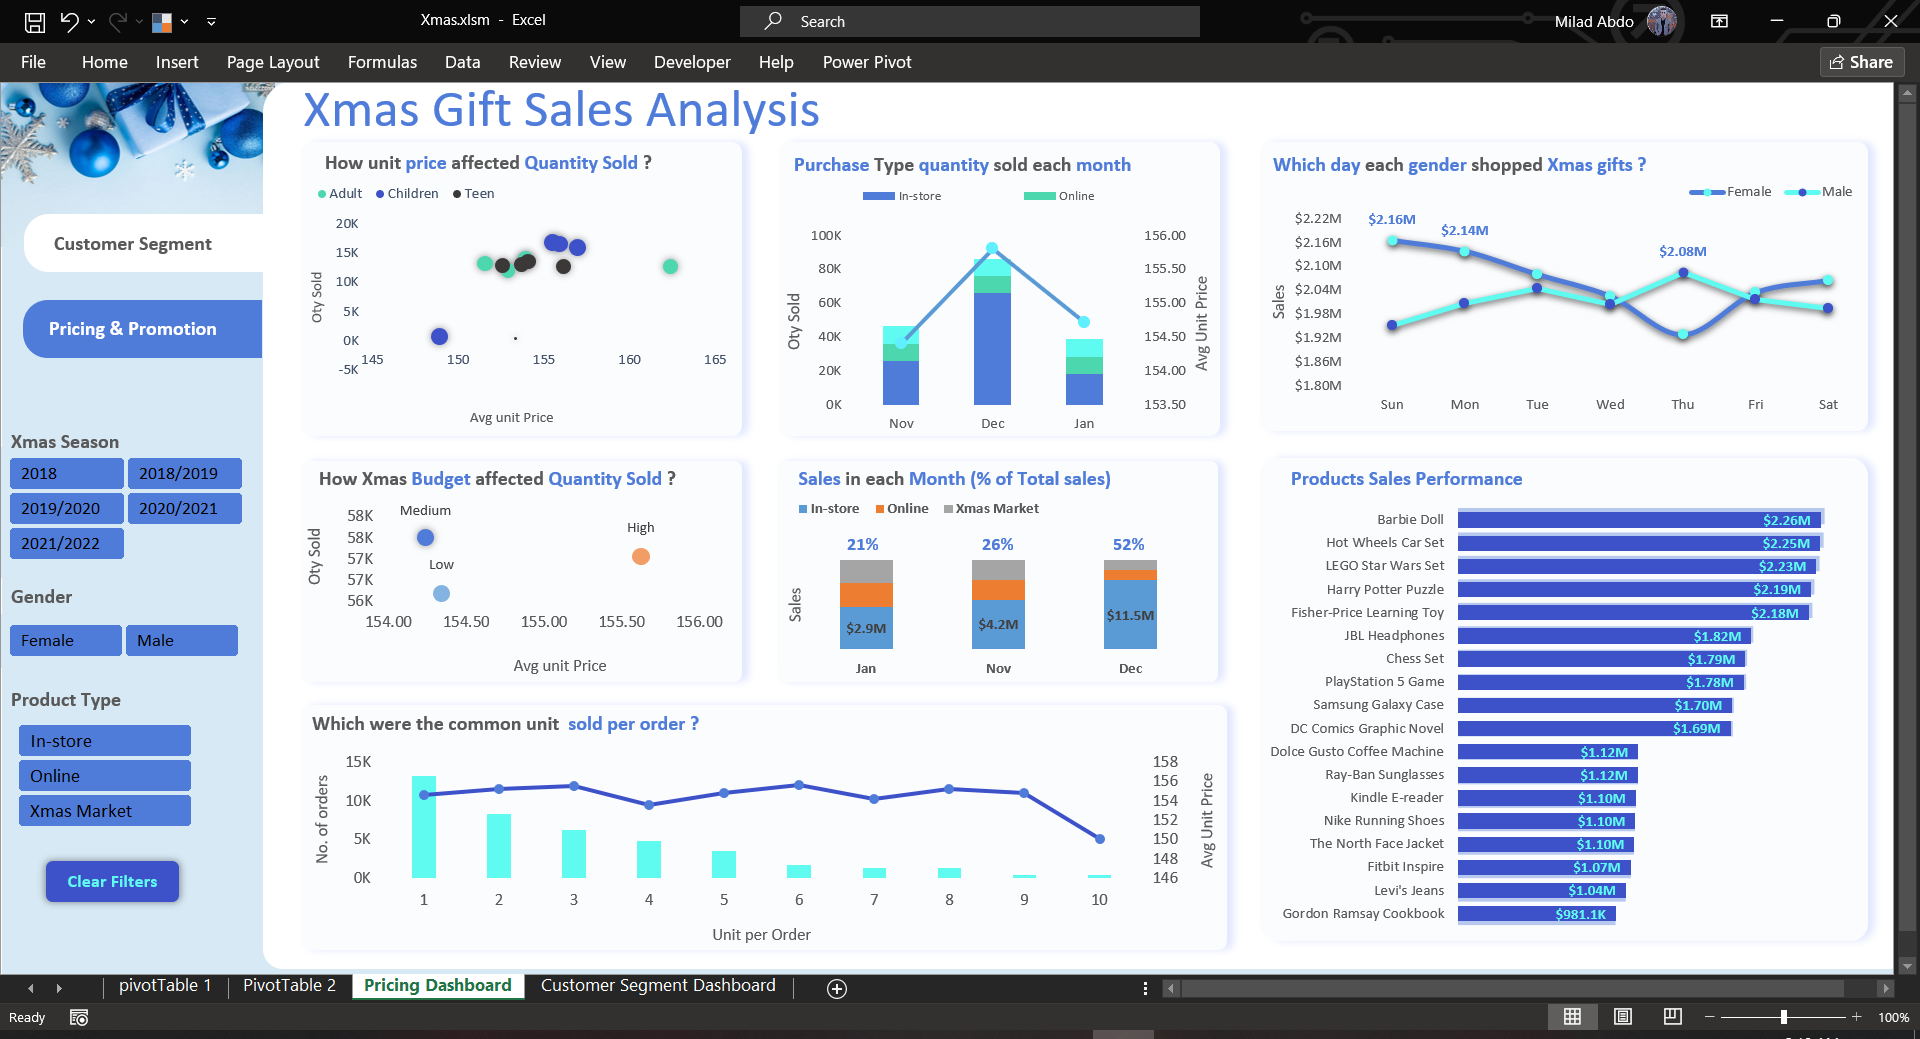 Xmas.xlsm - Excel
Search
Milad Abdo
File Home Insert Page Layout Formulas Data Review View Developer Help Power Pivot
Share
Xmas Gift Sales Analysis
Customer Segment
Pricing & Promotion
Xmas Season
2018 2018/2019
2019/2020 2020/2021
2021/2022
Gender
Female Male
Product Type
In-store
Online
Xmas Market
Clear Filters
How unit price affected Quantity Sold ?
Adult Children Teen
Qty Sold
20K
15K
10K
5K
0K
-5K
145 150 155 160 165
Avg unit Price
Purchase Type quantity sold each month
In-store Online
Qty Sold
100K
80K
60K
40K
20K
0K
156.00
155.50
155.00
154.50
154.00
153.50
Avg Unit Price
Nov Dec Jan
Which day each gender shopped Xmas gifts ?
Female Male
Sales
$2.22M
$2.16M
$2.10M
$2.04M
$1.98M
$1.92M
$1.86M
$1.80M
$2.16M
$2.14M
$2.08M
Sun Mon Tue Wed Thu Fri Sat
How Xmas Budget affected Quantity Sold ?
Qty Sold
58K
58K
57K
57K
56K
Medium
High
Low
154.00 154.50 155.00 155.50 156.00
Avg unit Price
Sales in each Month (% of Total sales)
In-store Online Xmas Market
21% 26% 52%
Sales
$2.9M $4.2M $11.5M
Jan Nov Dec
Products Sales Performance
Barbie Doll $2.26M
Hot Wheels Car Set $2.25M
LEGO Star Wars Set $2.23M
Harry Potter Puzzle $2.19M
Fisher-Price Learning Toy $2.18M
JBL Headphones $1.82M
Chess Set $1.79M
PlayStation 5 Game $1.78M
Samsung Galaxy Case $1.70M
DC Comics Graphic Novel $1.69M
Dolce Gusto Coffee Machine $1.12M
Ray-Ban Sunglasses $1.12M
Kindle E-reader $1.10M
Nike Running Shoes $1.10M
The North Face Jacket $1.10M
Fitbit Inspire $1.07M
Levi's Jeans $1.04M
Gordon Ramsay Cookbook $981.1K
Which were the common unit sold per order ?
No. of orders
15K
10K
5K
0K
158
156
154
152
150
148
146
Avg Unit Price
1 2 3 4 5 6 7 8 9 10
Unit per Order
pivotTable 1 PivotTable 2 Pricing Dashboard Customer Segment Dashboard
Ready
100%